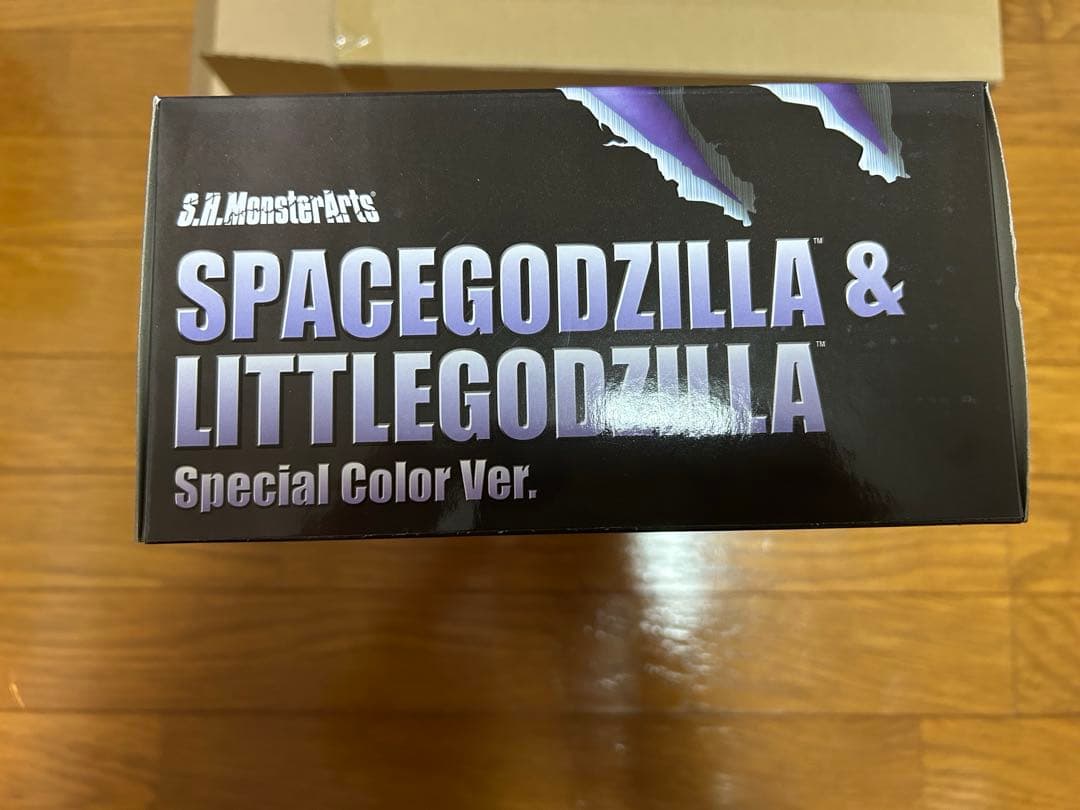 S.H.MonsterArts®
SPACEGODZILLA™ &
LITTLEGODZILLA™
Special Color Ver.